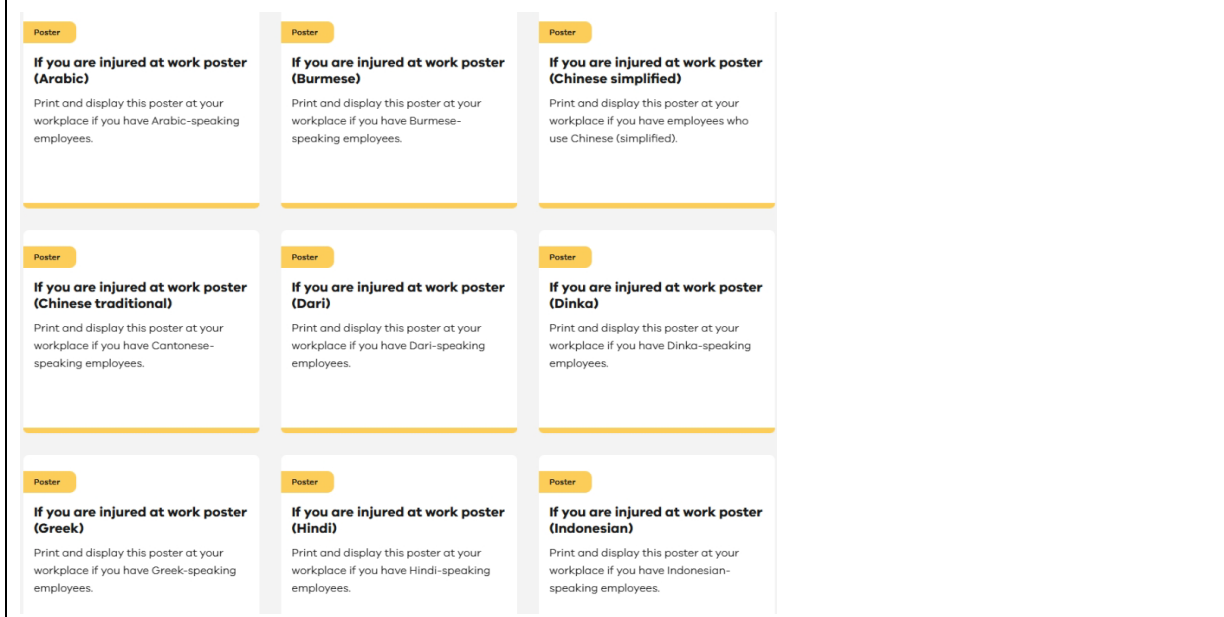 Poster
If you are injured at work poster
(Arabic)
Print and display this poster at your
workplace if you have Arabic-speaking
employees.
Poster
If you are injured at work poster
(Burmese)
Print and display this poster at your
workplace if you have Burmese-
speaking employees.
Poster
If you are injured at work poster
(Chinese simplified)
Print and display this poster at your
workplace if you have employees who
use Chinese (simplified).
Poster
If you are injured at work poster
(Chinese traditional)
Print and display this poster at your
workplace if you have Cantonese-
speaking employees.
Poster
If you are injured at work poster
(Dari)
Print and display this poster at your
workplace if you have Dari-speaking
employees.
Poster
If you are injured at work poster
(Dinka)
Print and display this poster at your
workplace if you have Dinka-speaking
employees.
Poster
If you are injured at work poster
(Greek)
Print and display this poster at your
workplace if you have Greek-speaking
employees.
Poster
If you are injured at work poster
(Hindi)
Print and display this poster at your
workplace if you have Hindi-speaking
employees.
Poster
If you are injured at work poster
(Indonesian)
Print and display this poster at your
workplace if you have Indonesian-
speaking employees.